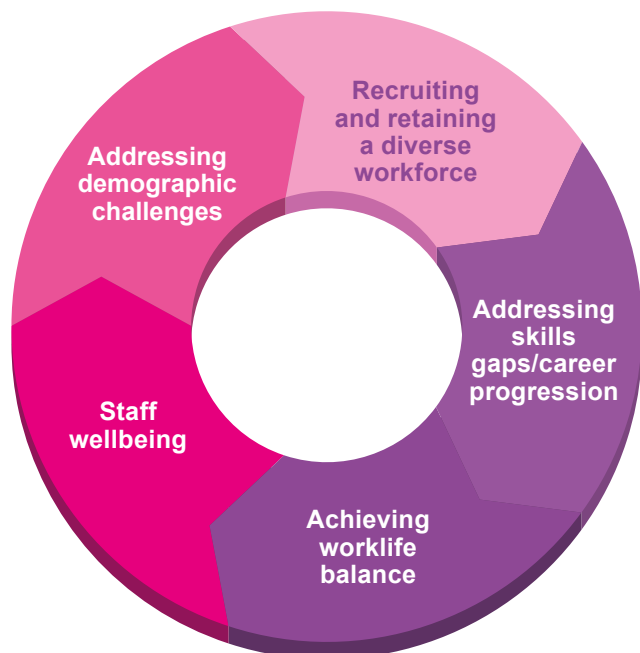 Recruiting
and retaining
a diverse
workforce
Addressing
skills
gaps/career
progression
Achieving
worklife
balance
Staff
wellbeing
Addressing
demographic
challenges